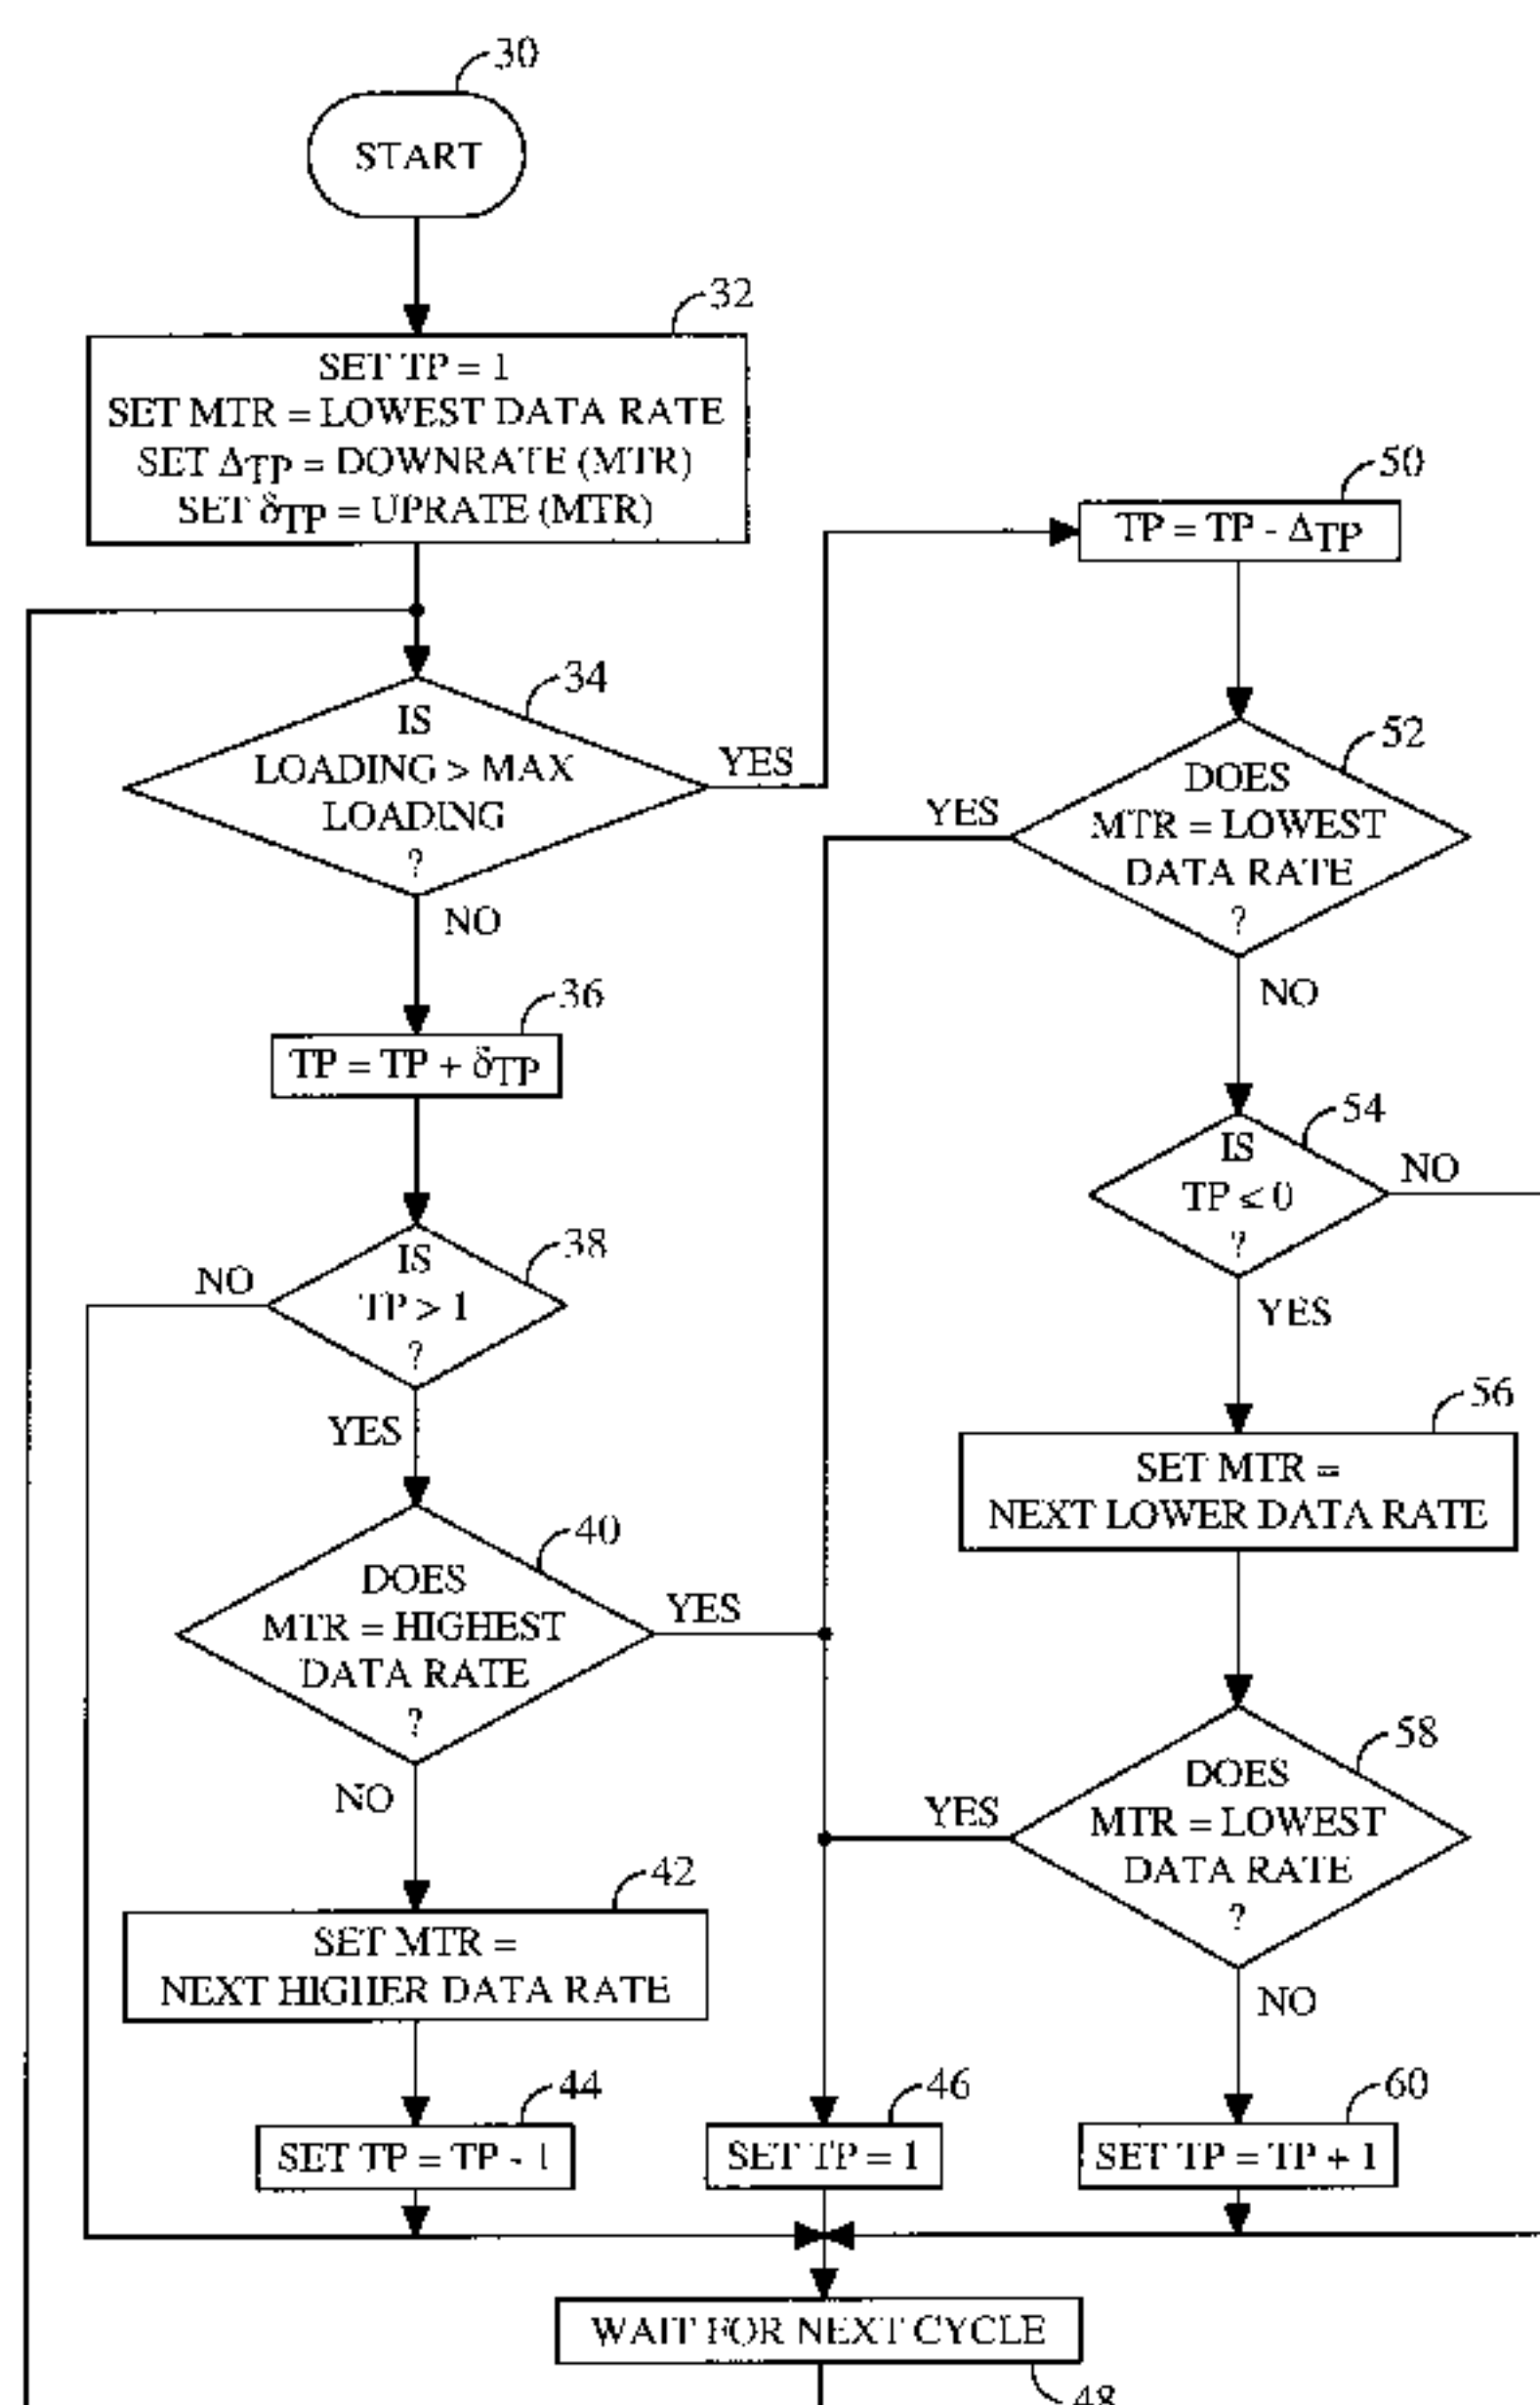 30
START
32
SET TP = 1
SET MTR = LOWEST DATA RATE
SET ΔTP = DOWNRATE (MTR)
SET δTP = UPRATE (MTR)
34
IS
LOADING > MAX
LOADING
?
YES
NO
36
TP = TP + δTP
38
IS
TP > 1
?
NO
YES
40
DOES
MTR = HIGHEST
DATA RATE
?
YES
NO
42
SET MTR =
NEXT HIGHER DATA RATE
44
SET TP = TP - 1
46
SET TP = 1
50
TP = TP - ΔTP
52
DOES
MTR = LOWEST
DATA RATE
?
YES
NO
54
IS
TP ≤ 0
?
NO
YES
56
SET MTR =
NEXT LOWER DATA RATE
58
DOES
MTR = LOWEST
DATA RATE
?
YES
NO
60
SET TP = TP + 1
WAIT FOR NEXT CYCLE
48